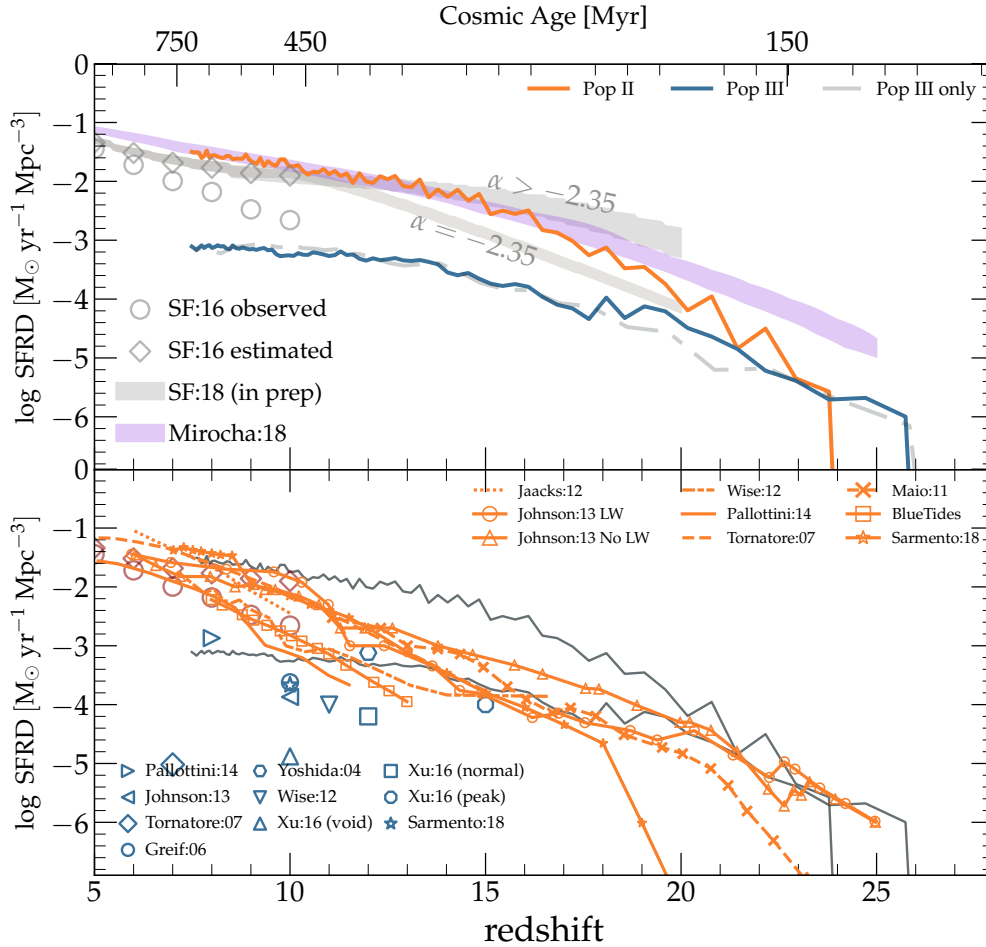 Cosmic Age [Myr]
750 450 150
0
−1
−2
−3
−4
−5
−6
log SFRD [M⊙ yr⁻¹ Mpc⁻³]
Pop II Pop III Pop III only
α > −2.35
α = −2.35
SF:16 observed
SF:16 estimated
SF:18 (in prep)
Mirocha:18
0
−1
−2
−3
−4
−5
−6
log SFRD [M⊙ yr⁻¹ Mpc⁻³]
Jaacks:12 Wise:12 Maio:11
Johnson:13 LW Pallottini:14 BlueTides
Johnson:13 No LW Tornatore:07 Sarmento:18
Pallottini:14 Yoshida:04 Xu:16 (normal)
Johnson:13 Wise:12 Xu:16 (peak)
Tornatore:07 Xu:16 (void) Sarmento:18
Greif:06
5 10 15 20 25
redshift